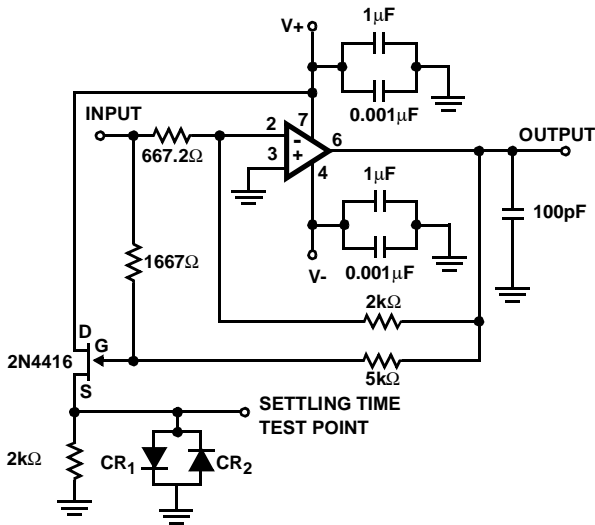 V+
1µF
0.001µF
INPUT
667.2Ω
2
3
-
+
7
6
4
OUTPUT
1µF
0.001µF
V-
100pF
1667Ω
2kΩ
5kΩ
D
G
S
2N4416
SETTLING TIME
TEST POINT
2kΩ
CR1
CR2